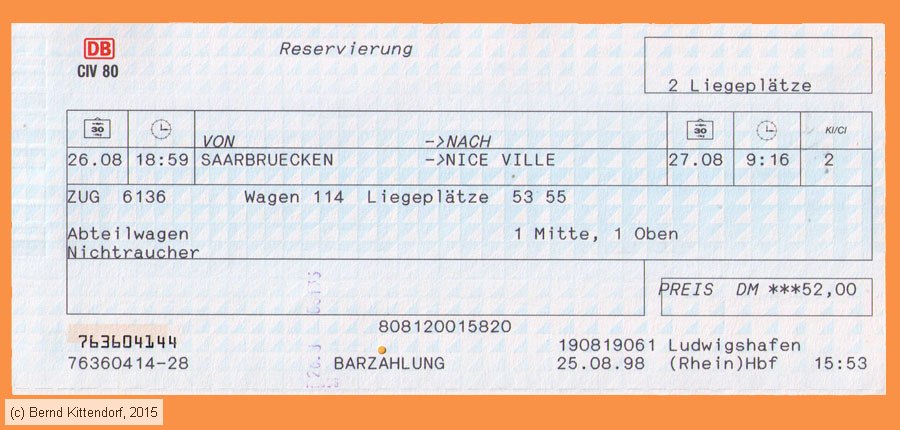 DB
CIV 80
Reservierung
2 Liegeplätze
30
30
Kl/Cl
VON ->NACH
26.08 18:59 SAARBRUECKEN ->NICE VILLE 27.08 9:16 2
ZUG 6136 Wagen 114 Liegeplätze 53 55
Abteilwagen 1 Mitte, 1 Oben
Nichtraucher
PREIS DM ***52,00
808120015820
763604144
190819061 Ludwigshafen
76360414-28 BARZAHLUNG 25.08.98 (Rhein)Hbf 15:53
(c) Bernd Kittendorf, 2015